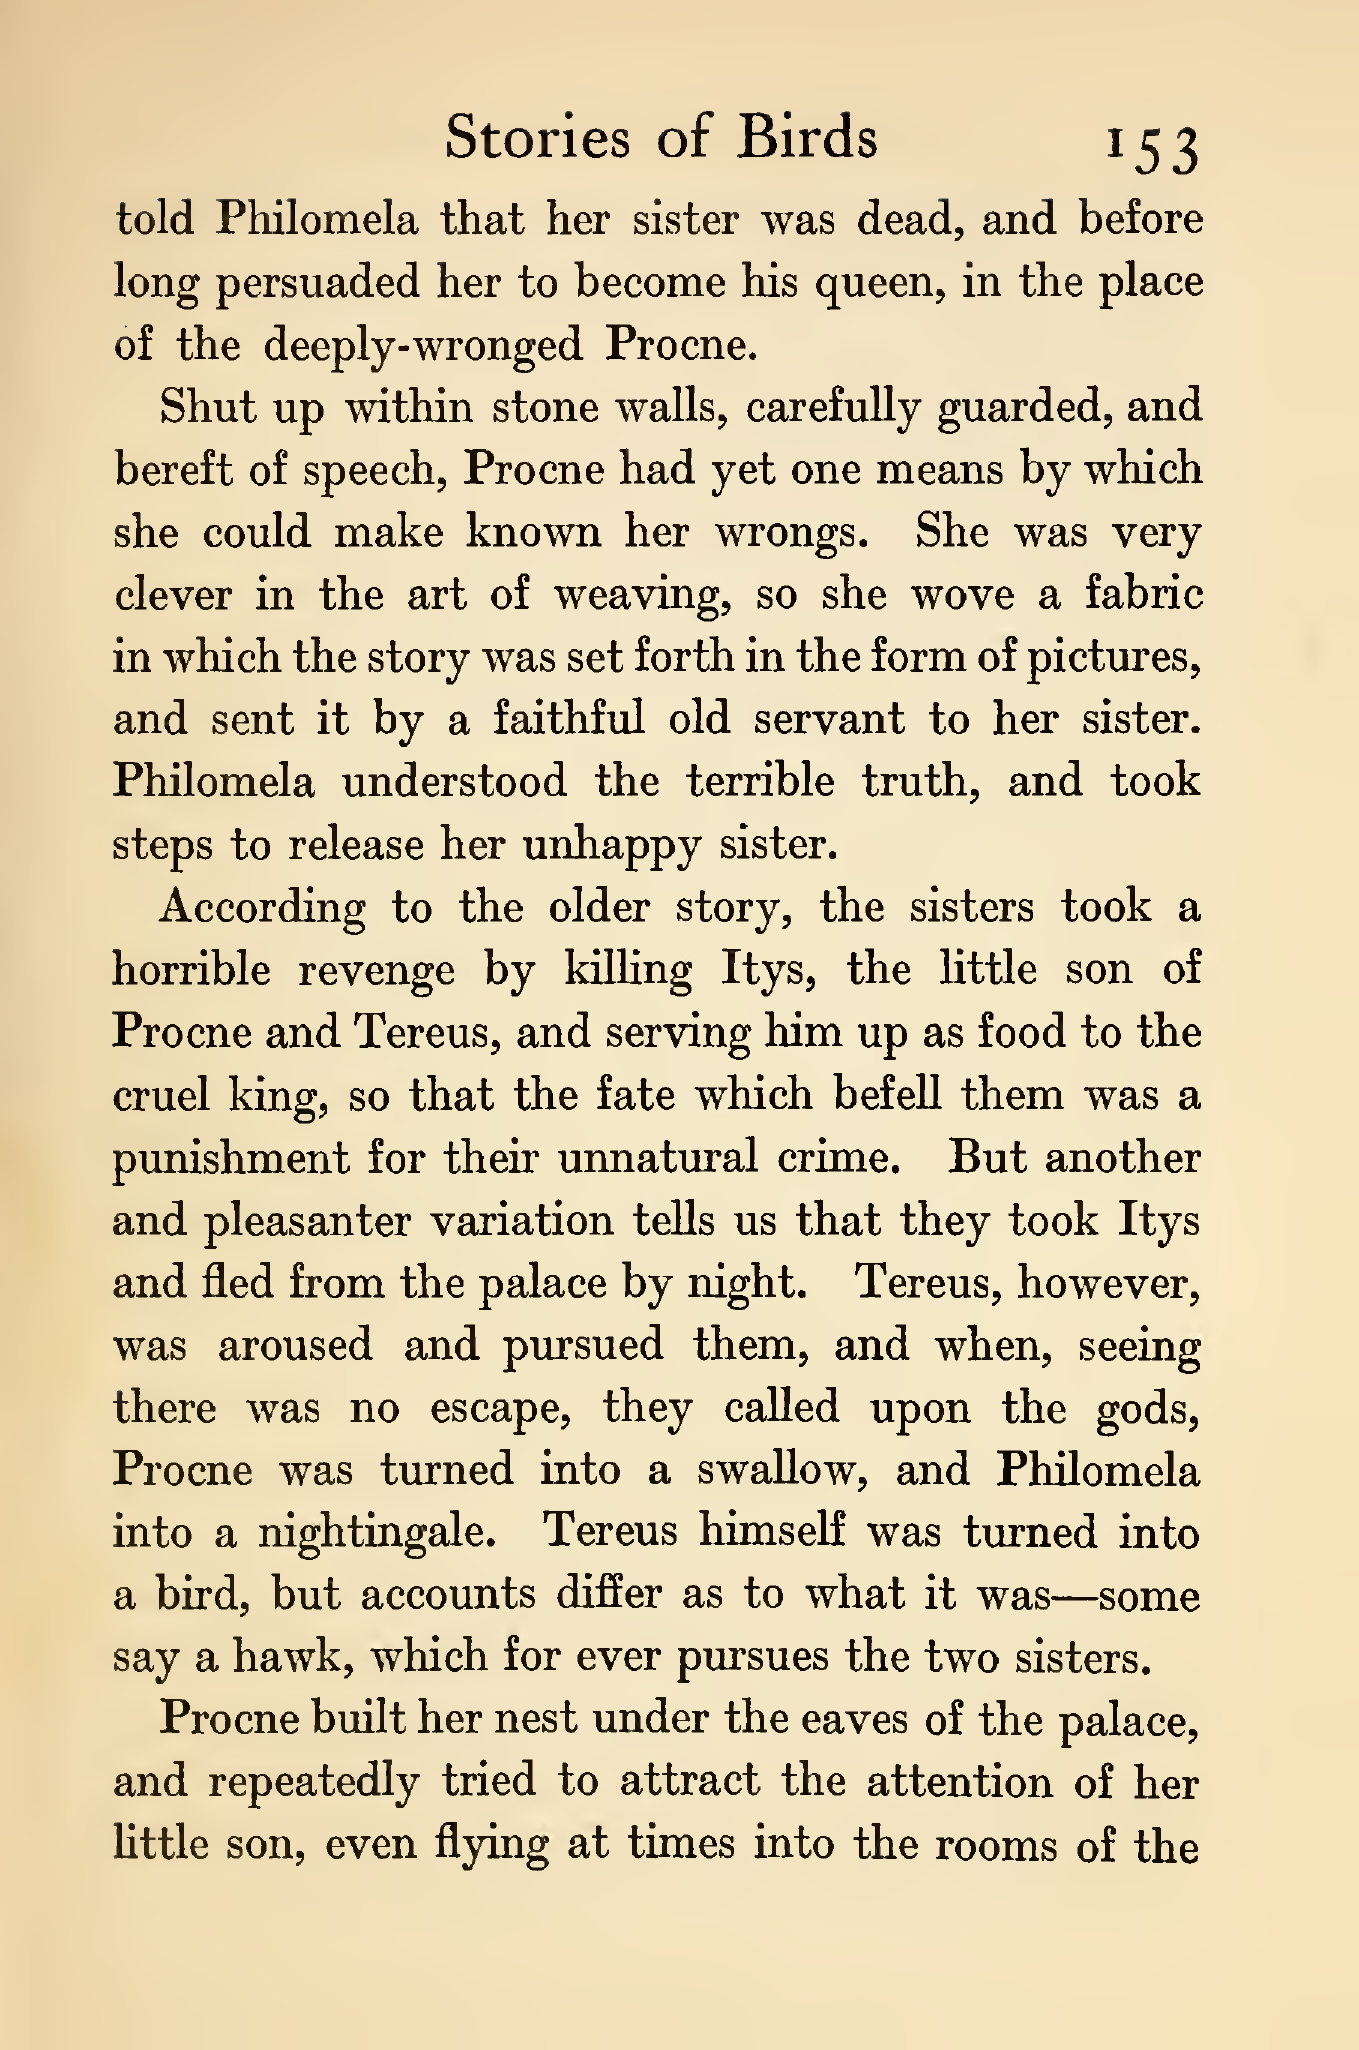 Stories of Birds 153
told Philomela that her sister was dead, and before
long persuaded her to become his queen, in the place
of the deeply-wronged Procne.
Shut up within stone walls, carefully guarded, and
bereft of speech, Procne had yet one means by which
she could make known her wrongs. She was very
clever in the art of weaving, so she wove a fabric
in which the story was set forth in the form of pictures,
and sent it by a faithful old servant to her sister.
Philomela understood the terrible truth, and took
steps to release her unhappy sister.
According to the older story, the sisters took a
horrible revenge by killing Itys, the little son of
Procne and Tereus, and serving him up as food to the
cruel king, so that the fate which befell them was a
punishment for their unnatural crime. But another
and pleasanter variation tells us that they took Itys
and fled from the palace by night. Tereus, however,
was aroused and pursued them, and when, seeing
there was no escape, they called upon the gods,
Procne was turned into a swallow, and Philomela
into a nightingale. Tereus himself was turned into
a bird, but accounts differ as to what it was—some
say a hawk, which for ever pursues the two sisters.
Procne built her nest under the eaves of the palace,
and repeatedly tried to attract the attention of her
little son, even flying at times into the rooms of the